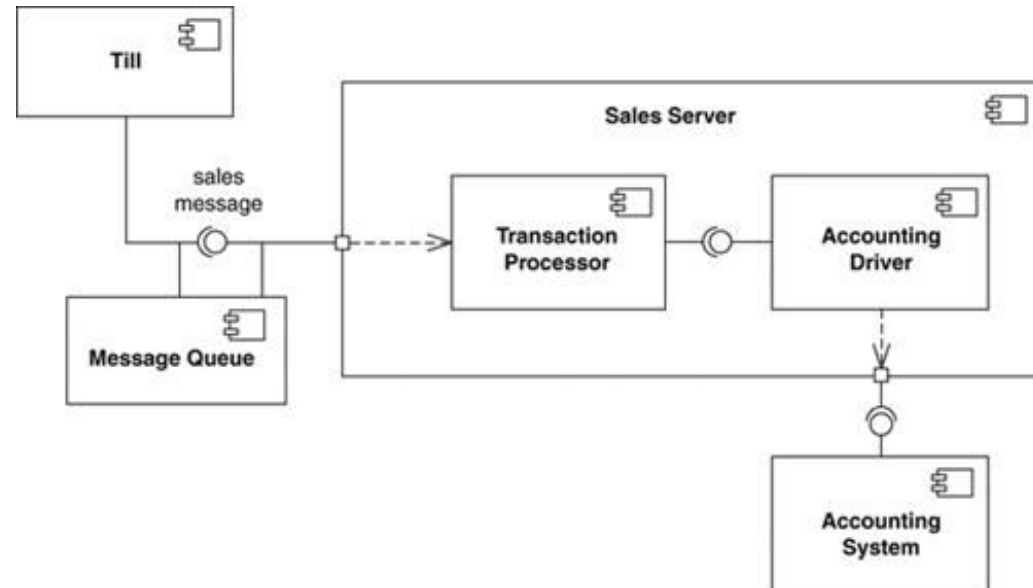 Till
Sales Server
sales
message
Transaction
Processor
Accounting
Driver
Message Queue
Accounting
System